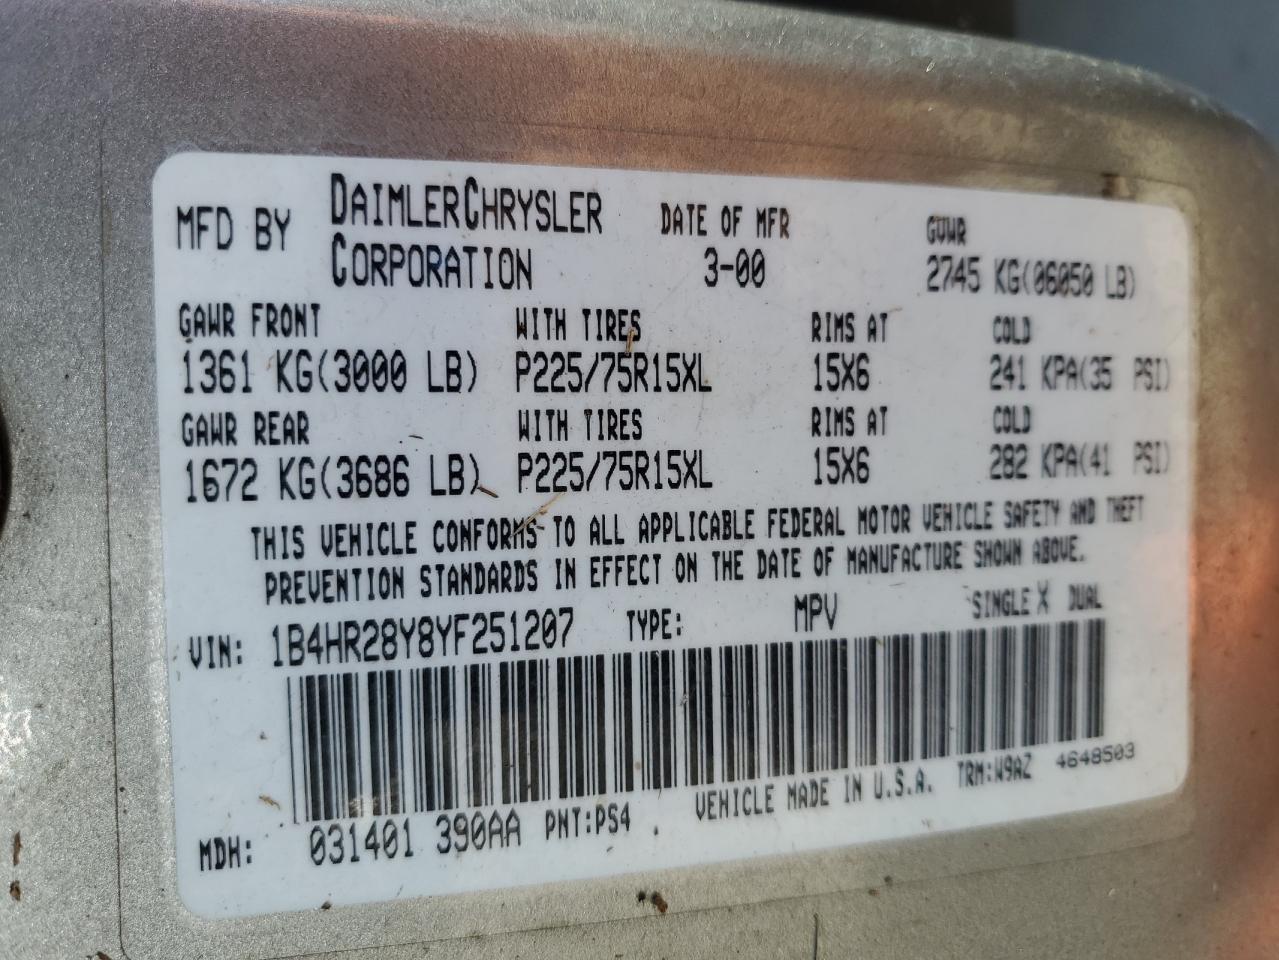 MFD BY DAIMLERCHRYSLER CORPORATION DATE OF MFR 3-00 GVWR 2745 KG(06050 LB)
GAWR FRONT WITH TIRES RIMS AT COLD
1361 KG(3000 LB) P225/75R15XL 15X6 241 KPA(35 PSI)
GAWR REAR WITH TIRES RIMS AT COLD
1672 KG(3686 LB) P225/75R15XL 15X6 282 KPA(41 PSI)
THIS VEHICLE CONFORMS TO ALL APPLICABLE FEDERAL MOTOR VEHICLE SAFETY AND THEFT
PREVENTION STANDARDS IN EFFECT ON THE DATE OF MANUFACTURE SHOWN ABOVE.
VIN: 1B4HR28Y8YF251207 TYPE: MPV SINGLE X DUAL
MDH: 031401 390AA PNT:PS4 . VEHICLE MADE IN U.S.A. TRM:W9AZ 4648503